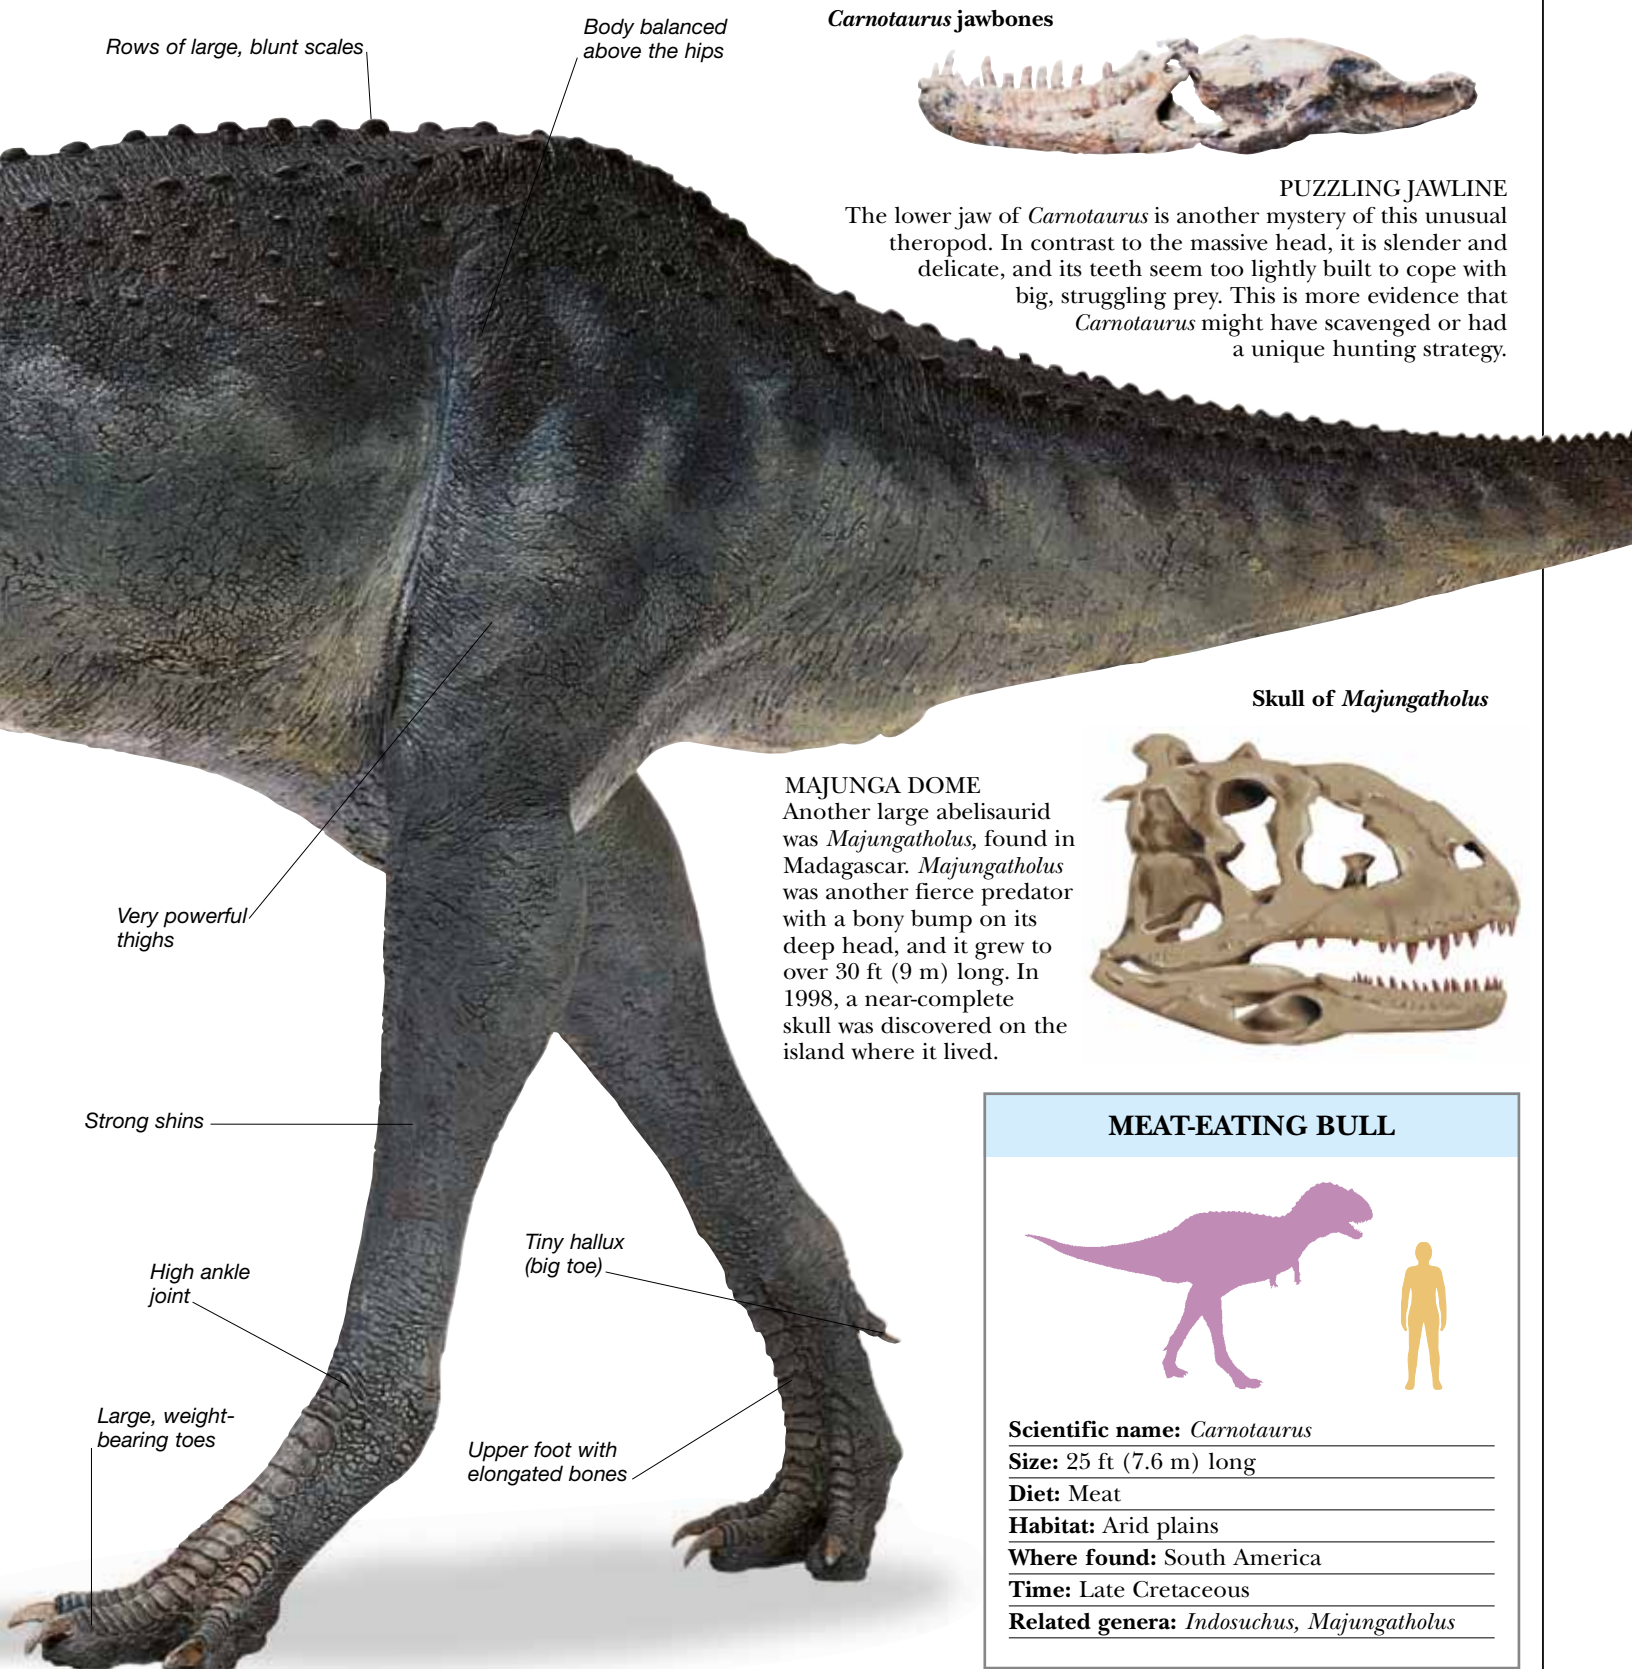 Rows of large, blunt scales
Body balanced
above the hips
Carnotaurus jawbones
PUZZLING JAWLINE
The lower jaw of Carnotaurus is another mystery of this unusual
theropod. In contrast to the massive head, it is slender and
delicate, and its teeth seem too lightly built to cope with
big, struggling prey. This is more evidence that
Carnotaurus might have scavenged or had
a unique hunting strategy.
Skull of Majungatholus
MAJUNGA DOME
Another large abelisaurid
was Majungatholus, found in
Madagascar. Majungatholus
was another fierce predator
with a bony bump on its
deep head, and it grew to
over 30 ft (9 m) long. In
1998, a near-complete
skull was discovered on the
island where it lived.
Very powerful
thighs
Strong shins
High ankle
joint
Tiny hallux
(big toe)
Large, weight-
bearing toes
Upper foot with
elongated bones
MEAT-EATING BULL
Scientific name: Carnotaurus
Size: 25 ft (7.6 m) long
Diet: Meat
Habitat: Arid plains
Where found: South America
Time: Late Cretaceous
Related genera: Indosuchus, Majungatholus